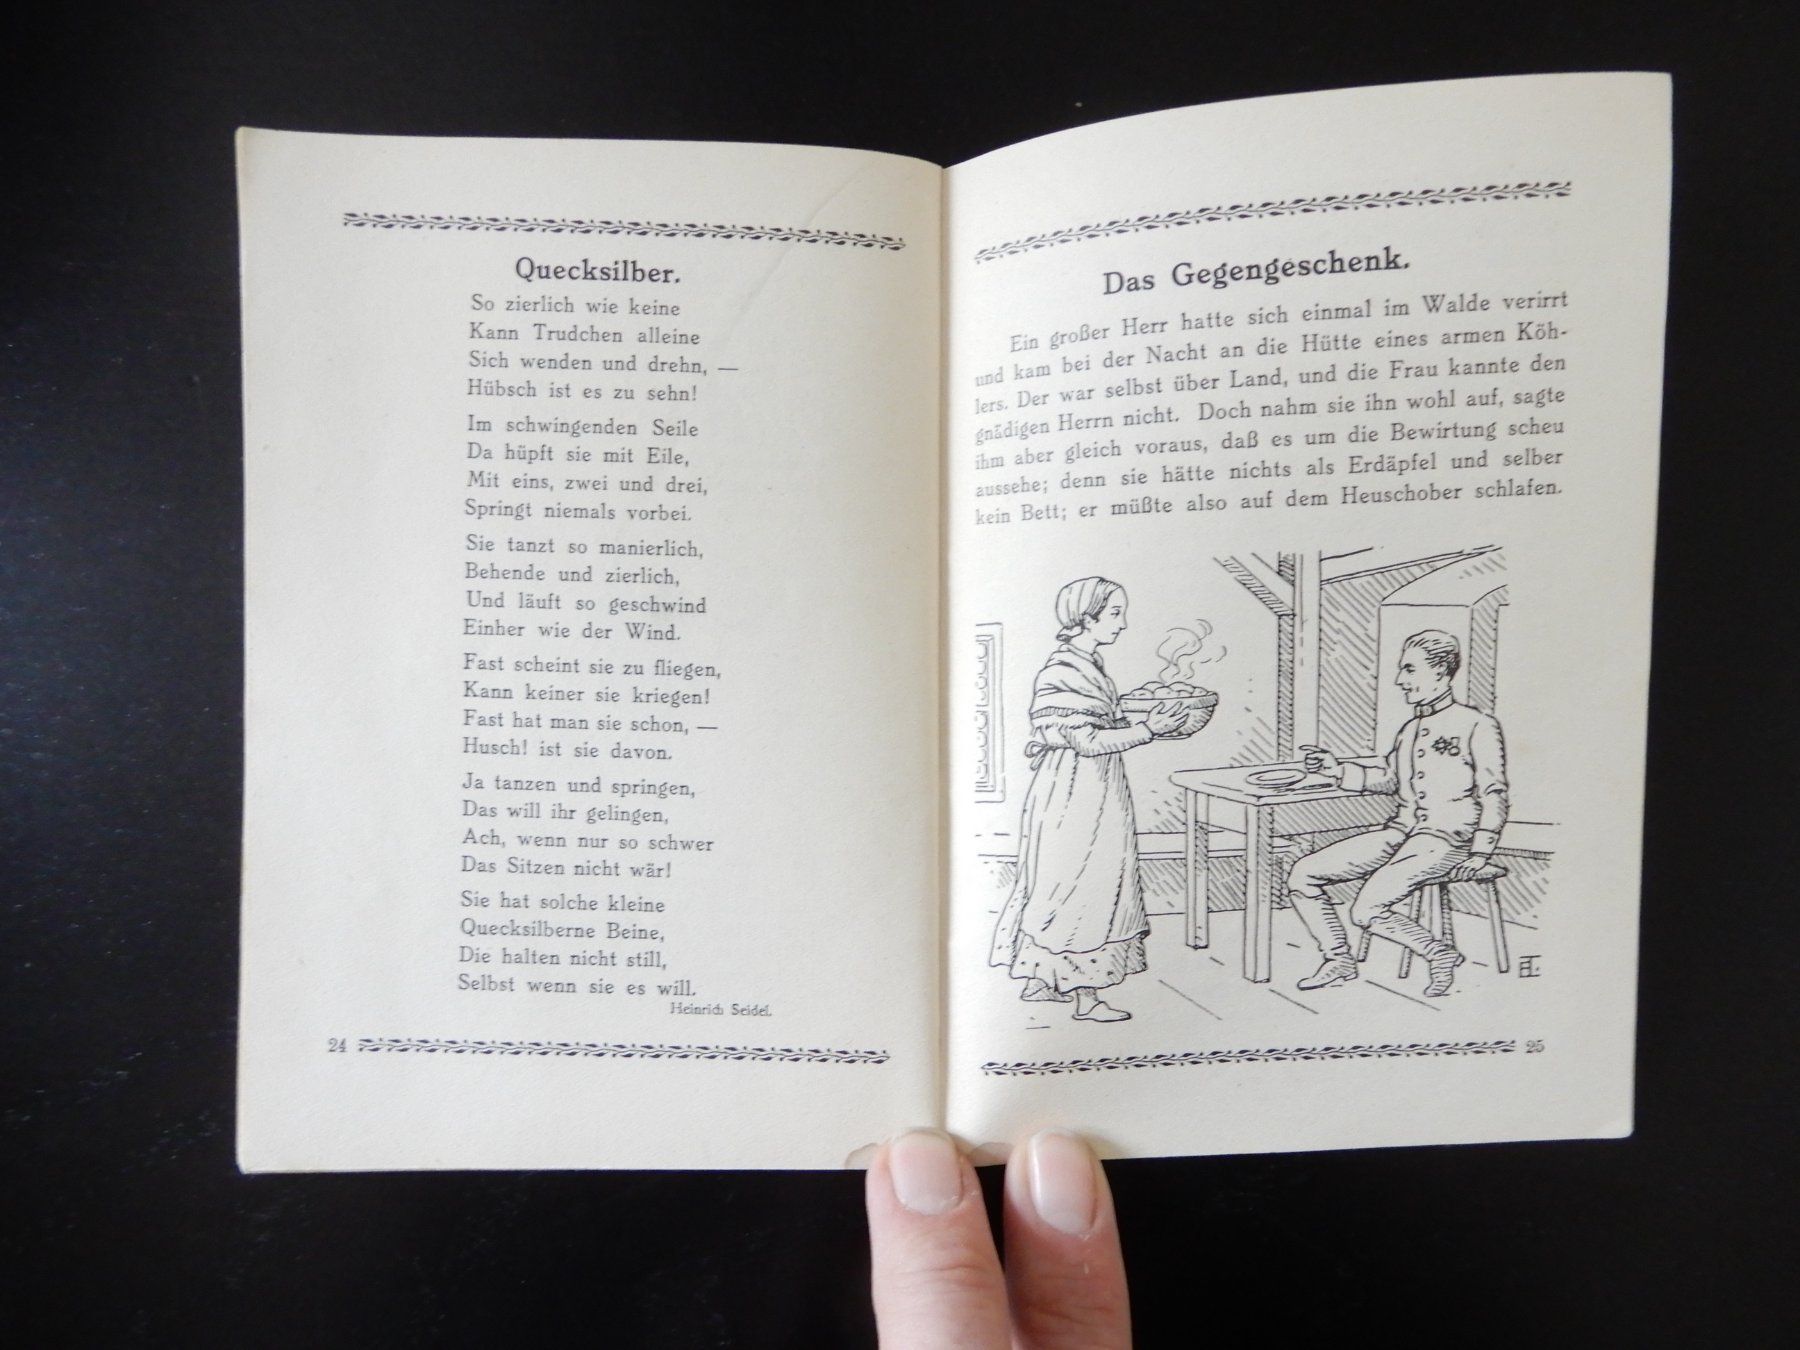 Quecksilber.
So zierlich wie keine
Kann Trudchen alleine
Sich wenden und drehn, —
Hübsch ist es zu sehn!
Im schwingenden Seile
Da hüpft sie mit Eile,
Mit eins, zwei und drei,
Springt niemals vorbei.
Sie tanzt so manierlich,
Behende und zierlich,
Und läuft so geschwind
Einher wie der Wind.
Fast scheint sie zu fliegen,
Kann keiner sie kriegen!
Fast hat man sie schon, —
Husch! ist sie davon.
Ja tanzen und springen,
Das will ihr gelingen,
Ach, wenn nur so schwer
Das Sitzen nicht wär!
Sie hat solche kleine
Quecksilberne Beine,
Die halten nicht still,
Selbst wenn sie es will.
Heinrich Seidel.
24
Das Gegengeschenk.
Ein großer Herr hatte sich einmal im Walde verirrt
und kam bei der Nacht an die Hütte eines armen Köh-
lers. Der war selbst über Land, und die Frau kannte den
gnädigen Herrn nicht. Doch nahm sie ihn wohl auf, sagte
ihm aber gleich voraus, daß es um die Bewirtung scheu
aussehe; denn sie hätte nichts als Erdäpfel und selber
kein Bett; er müßte also auf dem Heuschober schlafen.
25